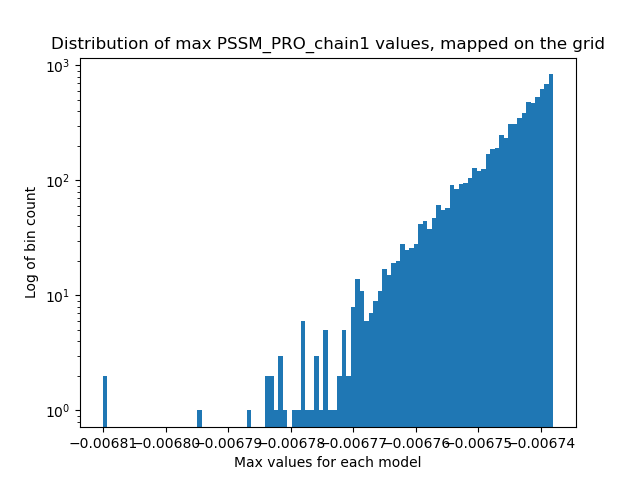 Distribution of max PSSM_PRO_chain1 values, mapped on the grid
Log of bin count
10³
10²
10¹
10⁰
−0.00681 −0.00680 −0.00679 −0.00678 −0.00677 −0.00676 −0.00675 −0.00674
Max values for each model